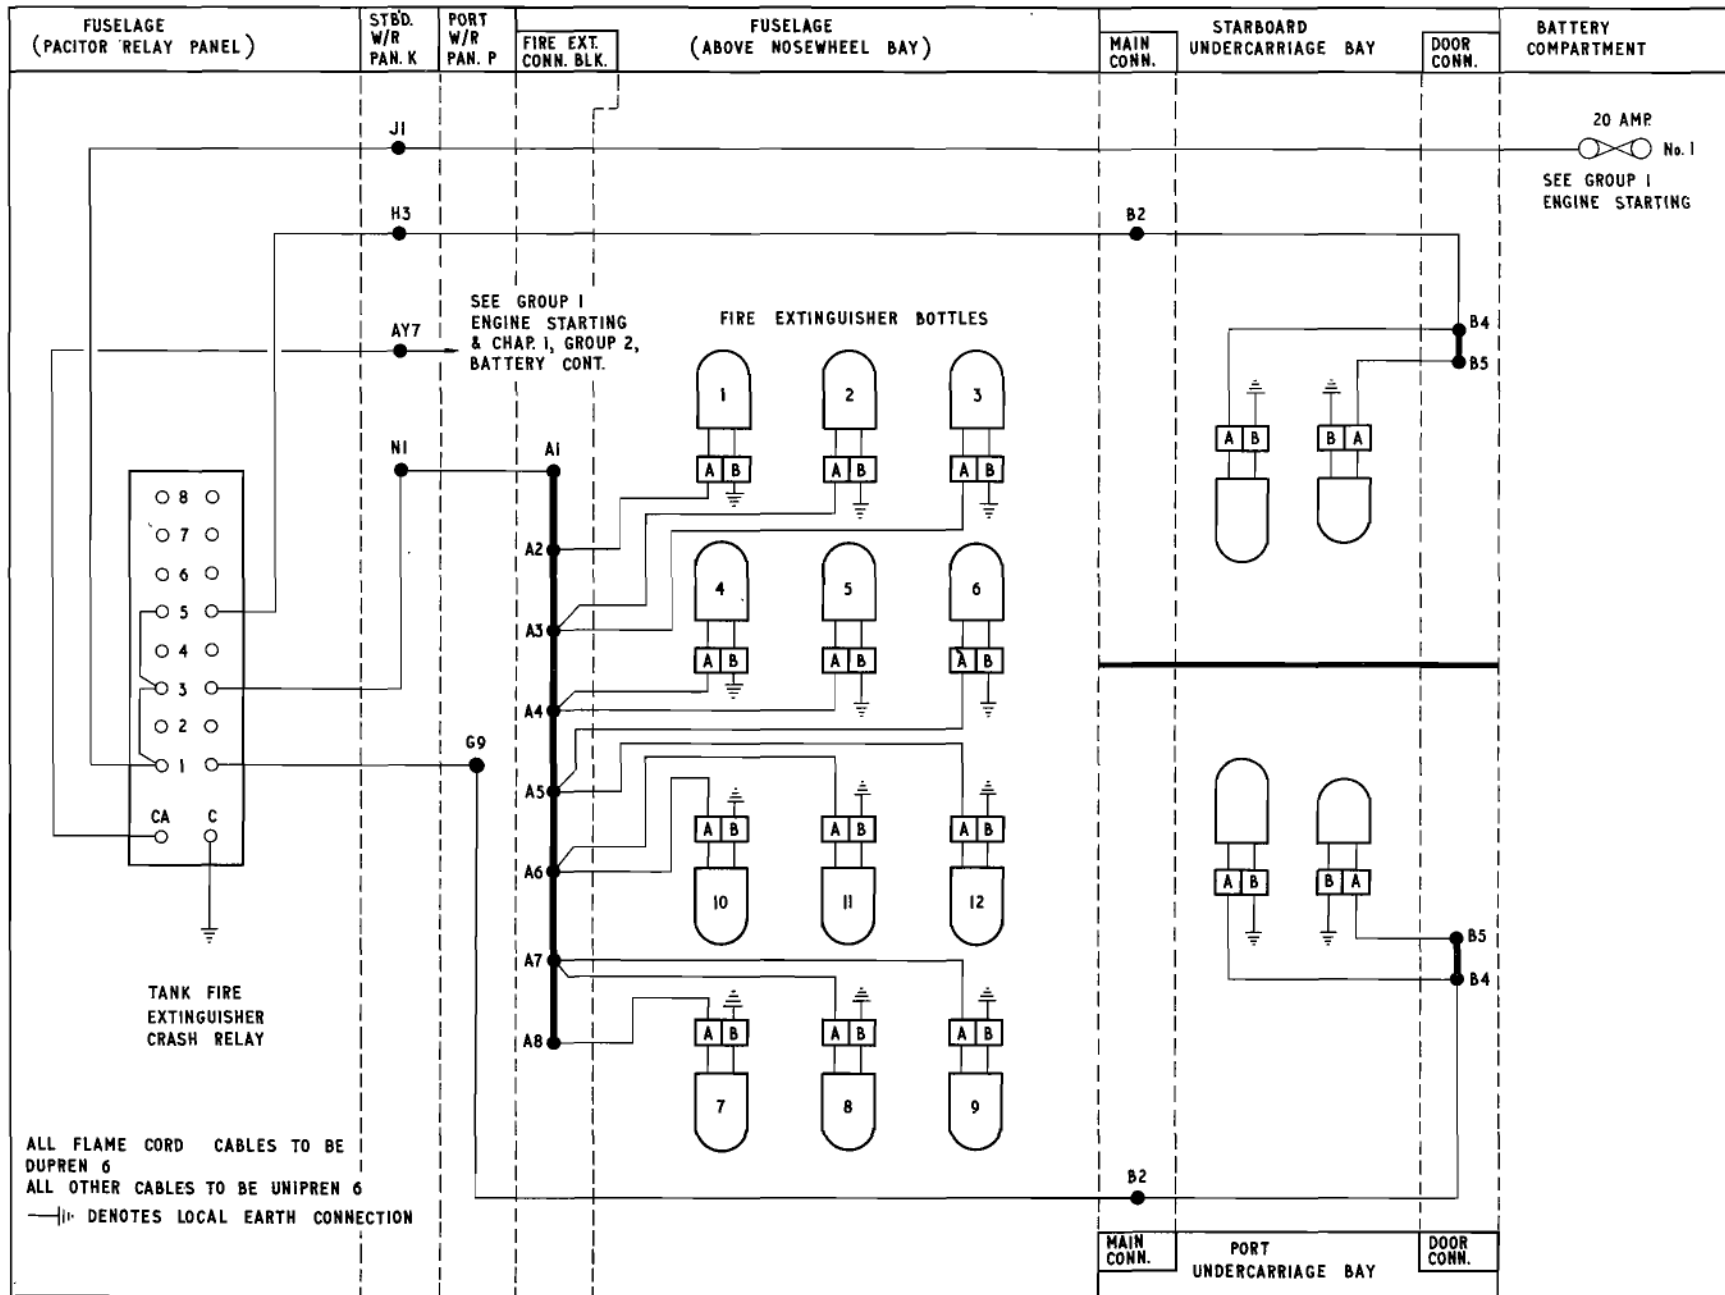 FUSELAGE
(PACITOR RELAY PANEL)
STB'D.
W/R
PAN. K
PORT
W/R
PAN. P
FIRE EXT.
CONN. BLK.
FUSELAGE
(ABOVE NOSEWHEEL BAY)
MAIN
CONN.
STARBOARD
UNDERCARRIAGE BAY
DOOR
CONN.
BATTERY
COMPARTMENT
J1
20 AMP.
No. 1
SEE GROUP 1
ENGINE STARTING
H3
B2
SEE GROUP 1
ENGINE STARTING
& CHAP. 1, GROUP 2,
BATTERY CONT.
AY7
FIRE EXTINGUISHER BOTTLES
B4
B5
1
2
3
N1
A1
A B
A B
A B
A B
B A
8
7
6
5
4
3
2
1
CA C
A2
A3
A4
A5
A6
A7
A8
4
5
6
A B
A B
A B
G9
A B
A B
A B
10
11
12
A B
B A
B5
B4
A B
A B
A B
7
8
9
TANK FIRE
EXTINGUISHER
CRASH RELAY
ALL FLAME CORD CABLES TO BE
DUPREN 6
ALL OTHER CABLES TO BE UNIPREN 6
DENOTES LOCAL EARTH CONNECTION
B2
MAIN
CONN.
PORT
UNDERCARRIAGE BAY
DOOR
CONN.